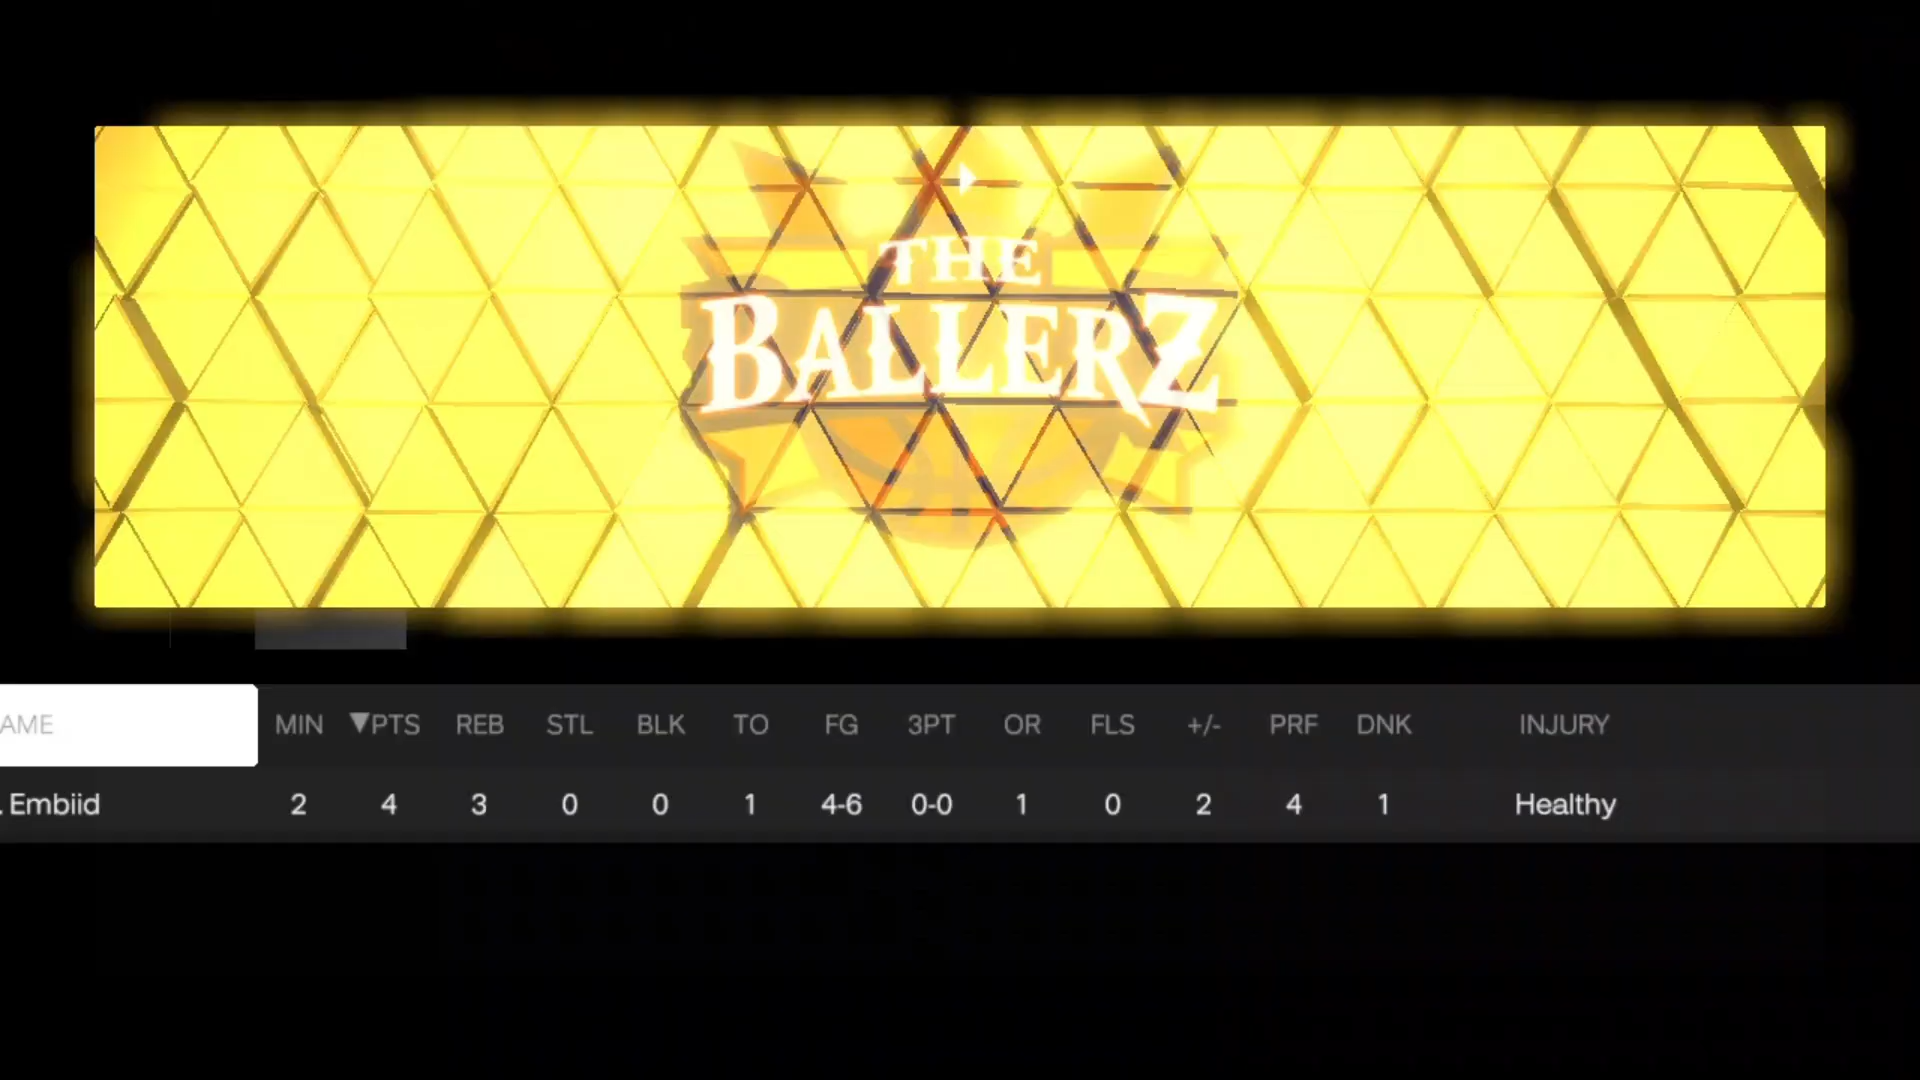 THE
BALLERZ
AME MIN ▼PTS REB STL BLK TO FG 3PT OR FLS +/- PRF DNK INJURY
. Embiid 2 4 3 0 0 1 4-6 0-0 1 0 2 4 1 Healthy